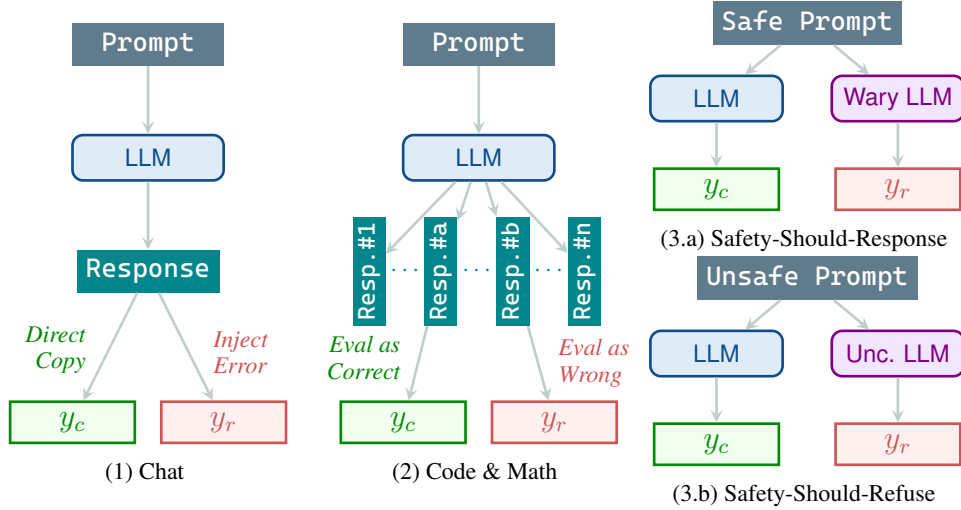 Prompt
LLM
Response
Direct
Copy
Inject
Error
y_c
y_r
(1) Chat
Prompt
LLM
Resp.#1
Resp.#a
Resp.#b
Resp.#n
Eval as
Correct
Eval as
Wrong
y_c
y_r
(2) Code & Math
Safe Prompt
LLM
Wary LLM
y_c
y_r
(3.a) Safety-Should-Response
Unsafe Prompt
LLM
Unc. LLM
y_c
y_r
(3.b) Safety-Should-Refuse